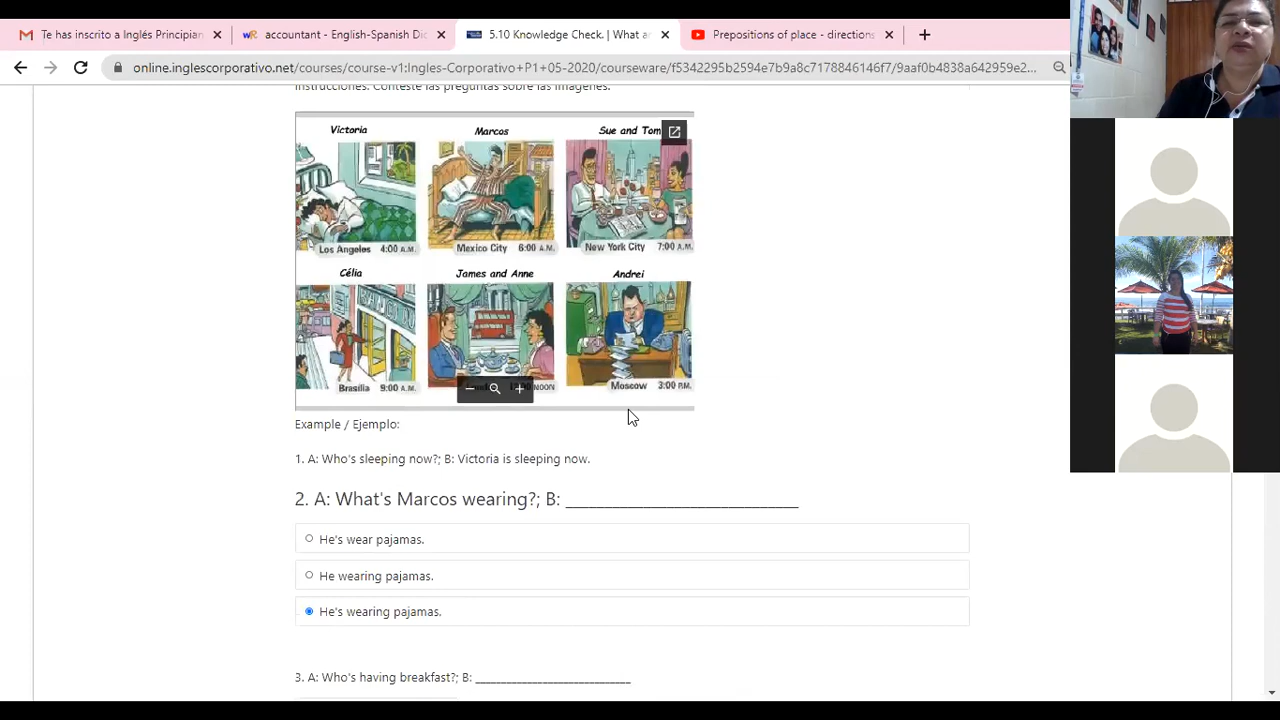 Te has inscrito a Inglés Principian
accountant - English-Spanish Dic
5.10 Knowledge Check. | What a
Prepositions of place - directions
online.inglescorporativo.net/courses/course-v1:Ingles-Corporativo+P1+05-2020/courseware/f5342295b2594e7b9a8c7178846146f7/9aaf0b4838a642959e2...
Instrucciones: Conteste las preguntas sobre las imágenes.
Victoria Marcos Sue and Tom
Los Angeles 4:00 A.M. Mexico City 6:00 A.M. New York City 7:00 A.M.
Célia James and Anne Andrei
Brasília 9:00 A.M. NOON Moscow 3:00 P.M.
Example / Ejemplo:
1. A: Who's sleeping now?; B: Victoria is sleeping now.
2. A: What's Marcos wearing?; B: ____________________________
He's wear pajamas.
He wearing pajamas.
He's wearing pajamas.
3. A: Who's having breakfast?; B: ____________________________